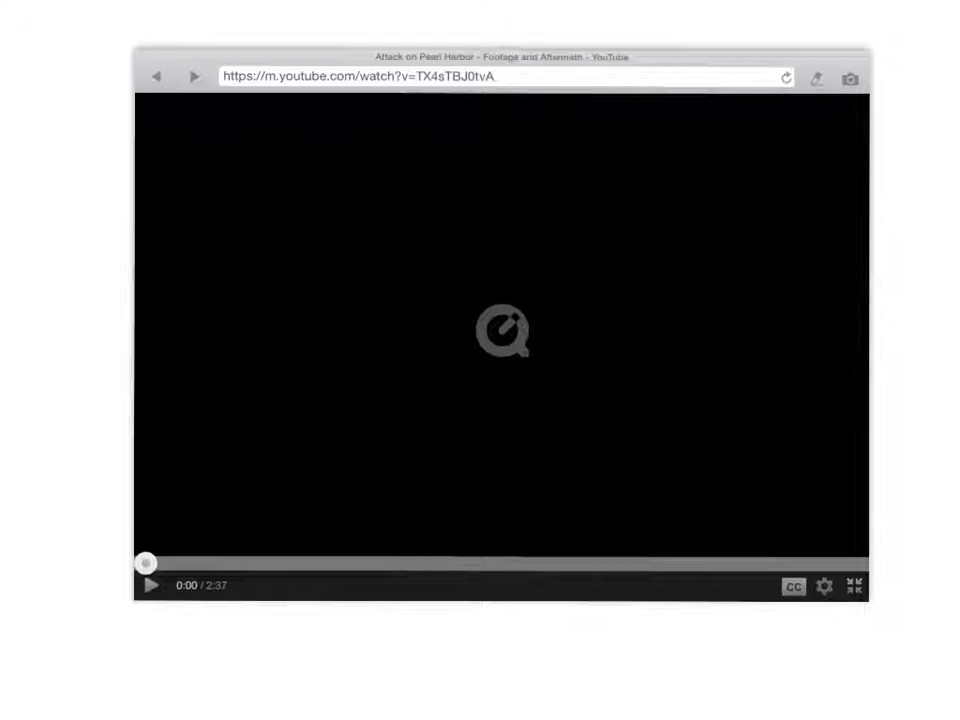 Attack on Pearl Harbor - Footage and Aftermath - YouTube
https://m.youtube.com/watch?v=TX4sTBJ0tvA
0:00 / 2:37
CC